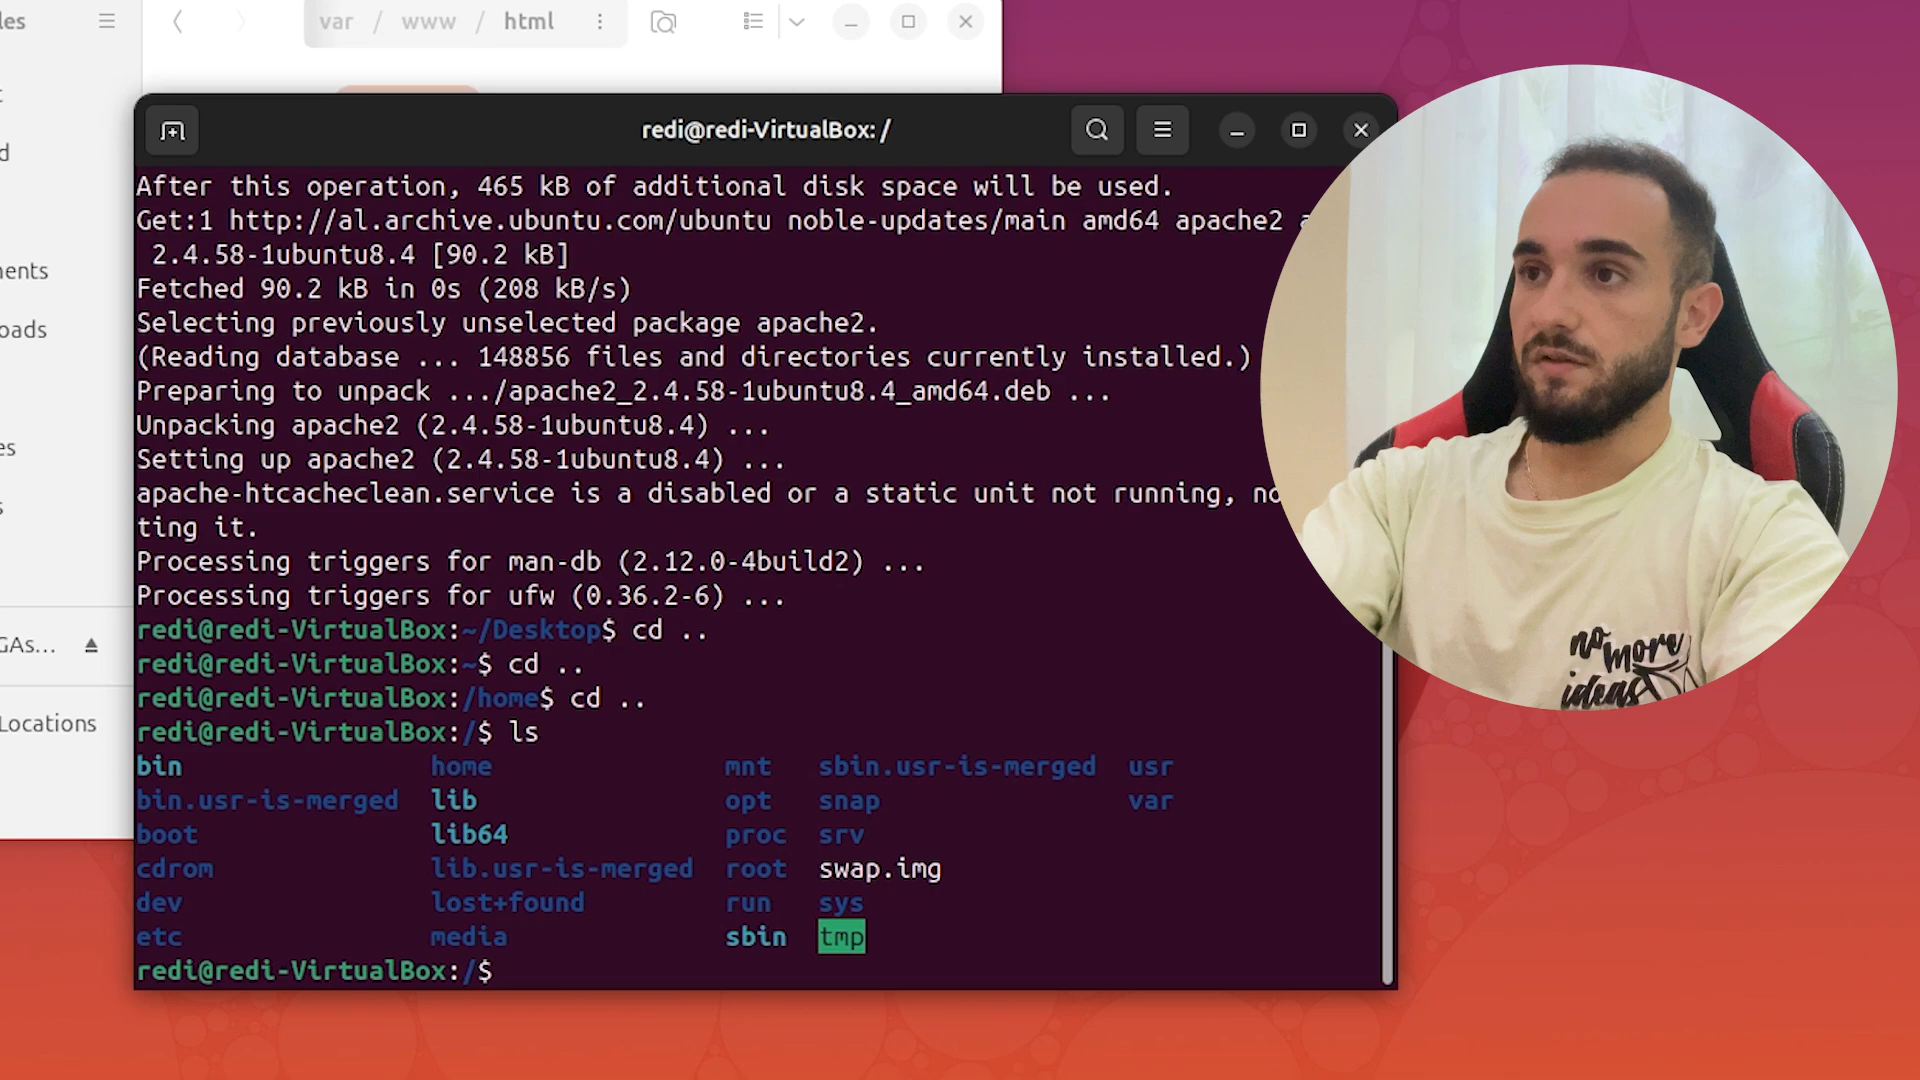 var / www / html
redi@redi-VirtualBox: /
After this operation, 465 kB of additional disk space will be used.
Get:1 http://al.archive.ubuntu.com/ubuntu noble-updates/main amd64 apache2
2.4.58-1ubuntu8.4 [90.2 kB]
Fetched 90.2 kB in 0s (208 kB/s)
Selecting previously unselected package apache2.
(Reading database ... 148856 files and directories currently installed.)
Preparing to unpack .../apache2_2.4.58-1ubuntu8.4_amd64.deb ...
Unpacking apache2 (2.4.58-1ubuntu8.4) ...
Setting up apache2 (2.4.58-1ubuntu8.4) ...
apache-htcacheclean.service is a disabled or a static unit not running, no
ting it.
Processing triggers for man-db (2.12.0-4build2) ...
Processing triggers for ufw (0.36.2-6) ...
redi@redi-VirtualBox:~/Desktop$ cd ..
redi@redi-VirtualBox:~$ cd ..
redi@redi-VirtualBox:/home$ cd ..
redi@redi-VirtualBox:/$ ls
bin home mnt sbin.usr-is-merged usr
bin.usr-is-merged lib opt snap var
boot lib64 proc srv
cdrom lib.usr-is-merged root swap.img
dev lost+found run sys
etc media sbin tmp
redi@redi-VirtualBox:/$
Locations
no more
ideas